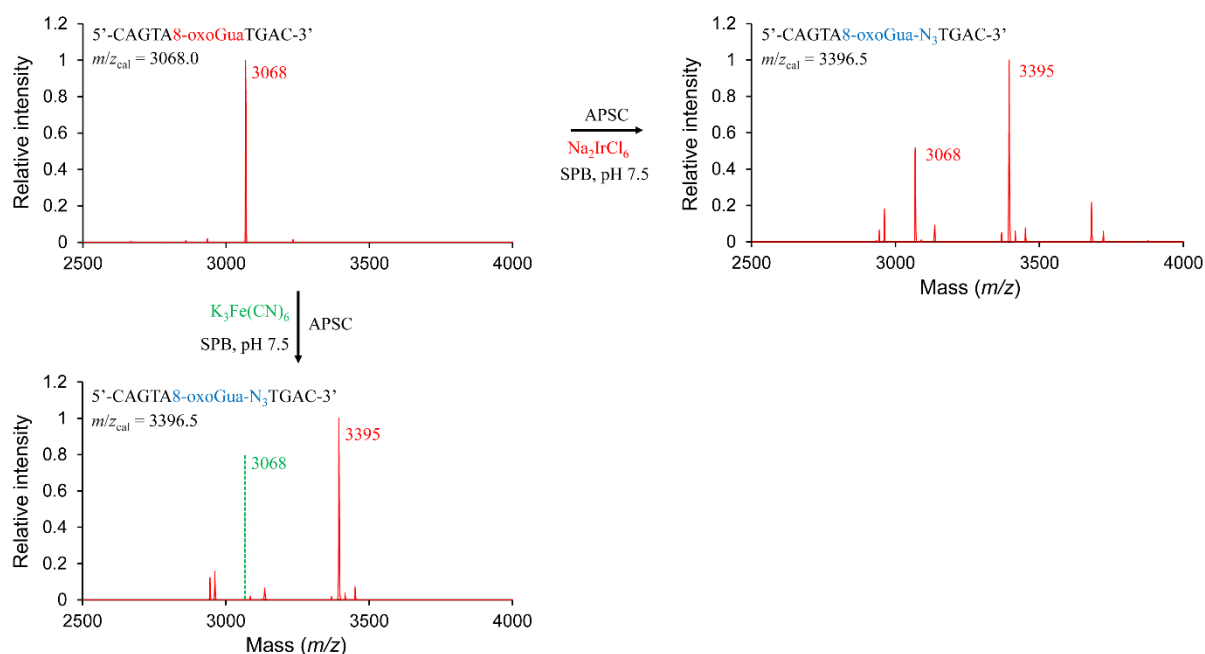 5'-CAGTA8-oxoGuaTGAC-3'
m/zcal = 3068.0
3068
Relative intensity
1.2
1
0.8
0.6
0.4
0.2
0
2500
3000
3500
4000
APSC
Na2IrCl6
SPB, pH 7.5
5'-CAGTA8-oxoGua-N3TGAC-3'
m/zcal = 3396.5
3395
3068
Relative intensity
1.2
1
0.8
0.6
0.4
0.2
0
2500
3000
3500
4000
Mass (m/z)
K3Fe(CN)6
APSC
SPB, pH 7.5
5'-CAGTA8-oxoGua-N3TGAC-3'
m/zcal = 3396.5
3395
3068
Relative intensity
1.2
1
0.8
0.6
0.4
0.2
0
2500
3000
3500
4000
Mass (m/z)